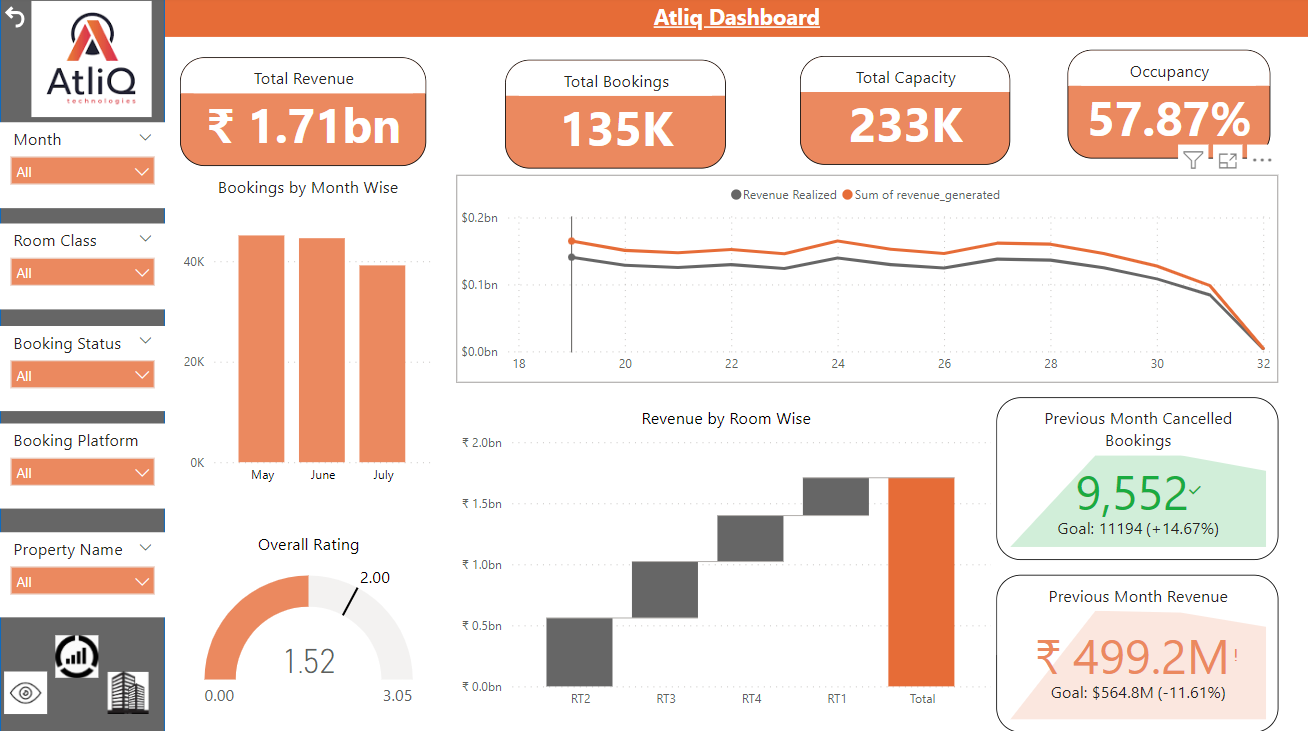 Atliq Dashboard
AtliQ
technologies
Month
All
Room Class
All
Booking Status
All
Booking Platform
All
Property Name
All
Total Revenue
₹ 1.71bn
Total Bookings
135K
Total Capacity
233K
Occupancy
57.87%
Bookings by Month Wise
40K
20K
0K
May June July
Revenue Realized Sum of revenue_generated
$0.2bn
$0.1bn
$0.0bn
18 20 22 24 26 28 30 32
Overall Rating
2.00
1.52
0.00 3.05
Revenue by Room Wise
₹ 2.0bn
₹ 1.5bn
₹ 1.0bn
₹ 0.5bn
₹ 0.0bn
RT2 RT3 RT4 RT1 Total
Previous Month Cancelled
Bookings
9,552
Goal: 11194 (+14.67%)
Previous Month Revenue
₹ 499.2M!
Goal: $564.8M (-11.61%)